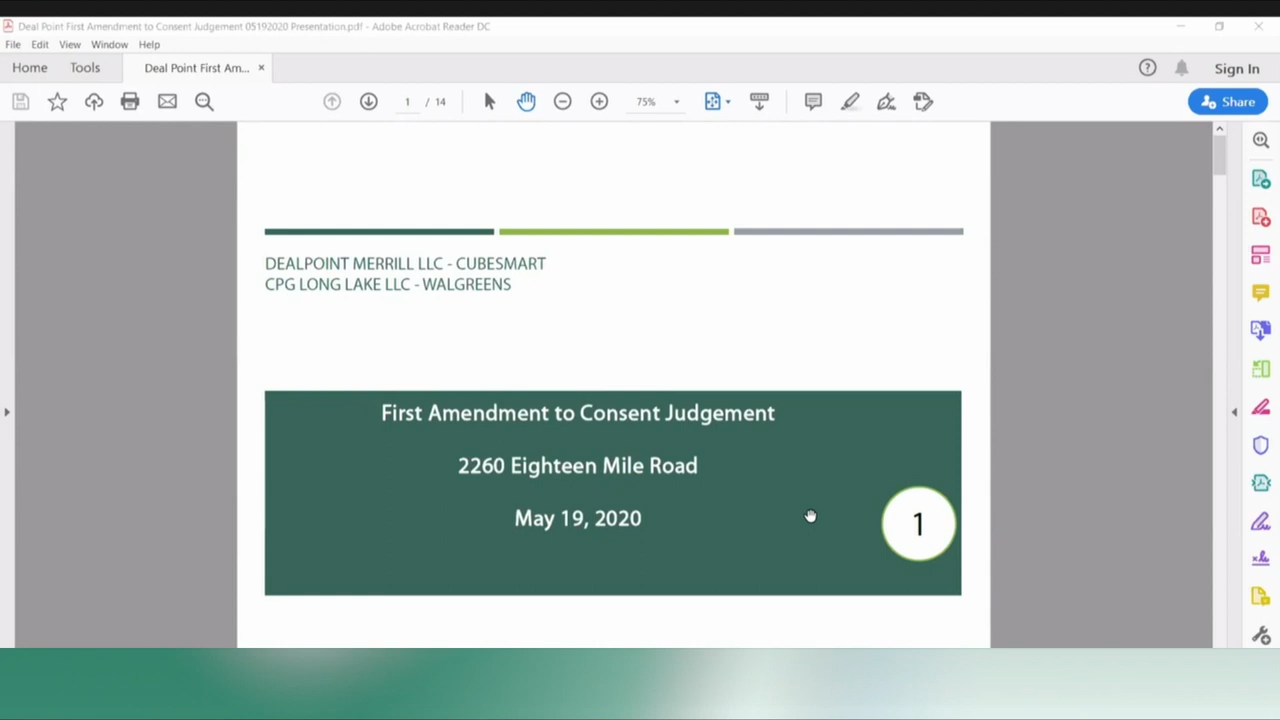 Deal Point First Amendment to Consent Judgement 05192020 Presentation.pdf - Adobe Acrobat Reader DC
File Edit View Window Help
Home Tools Deal Point First Am... ×
Sign In
1 / 14 75% Share
DEALPOINT MERRILL LLC - CUBESMART
CPG LONG LAKE LLC - WALGREENS
First Amendment to Consent Judgement
2260 Eighteen Mile Road
May 19, 2020
1